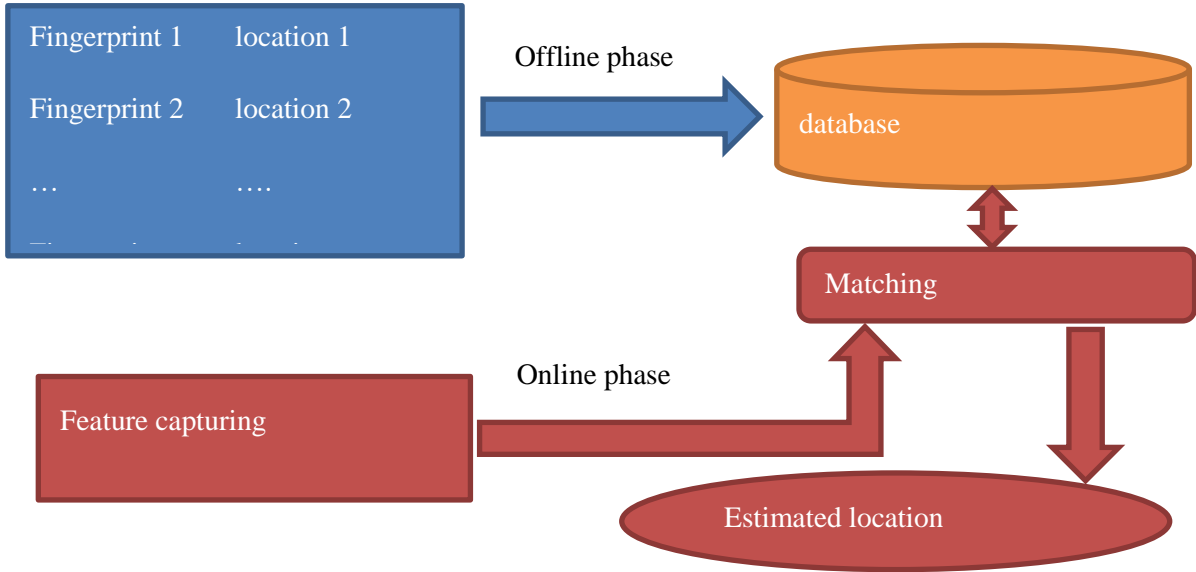 Fingerprint 1 location 1
Fingerprint 2 location 2
… ….
Offline phase
database
Matching
Online phase
Feature capturing
Estimated location